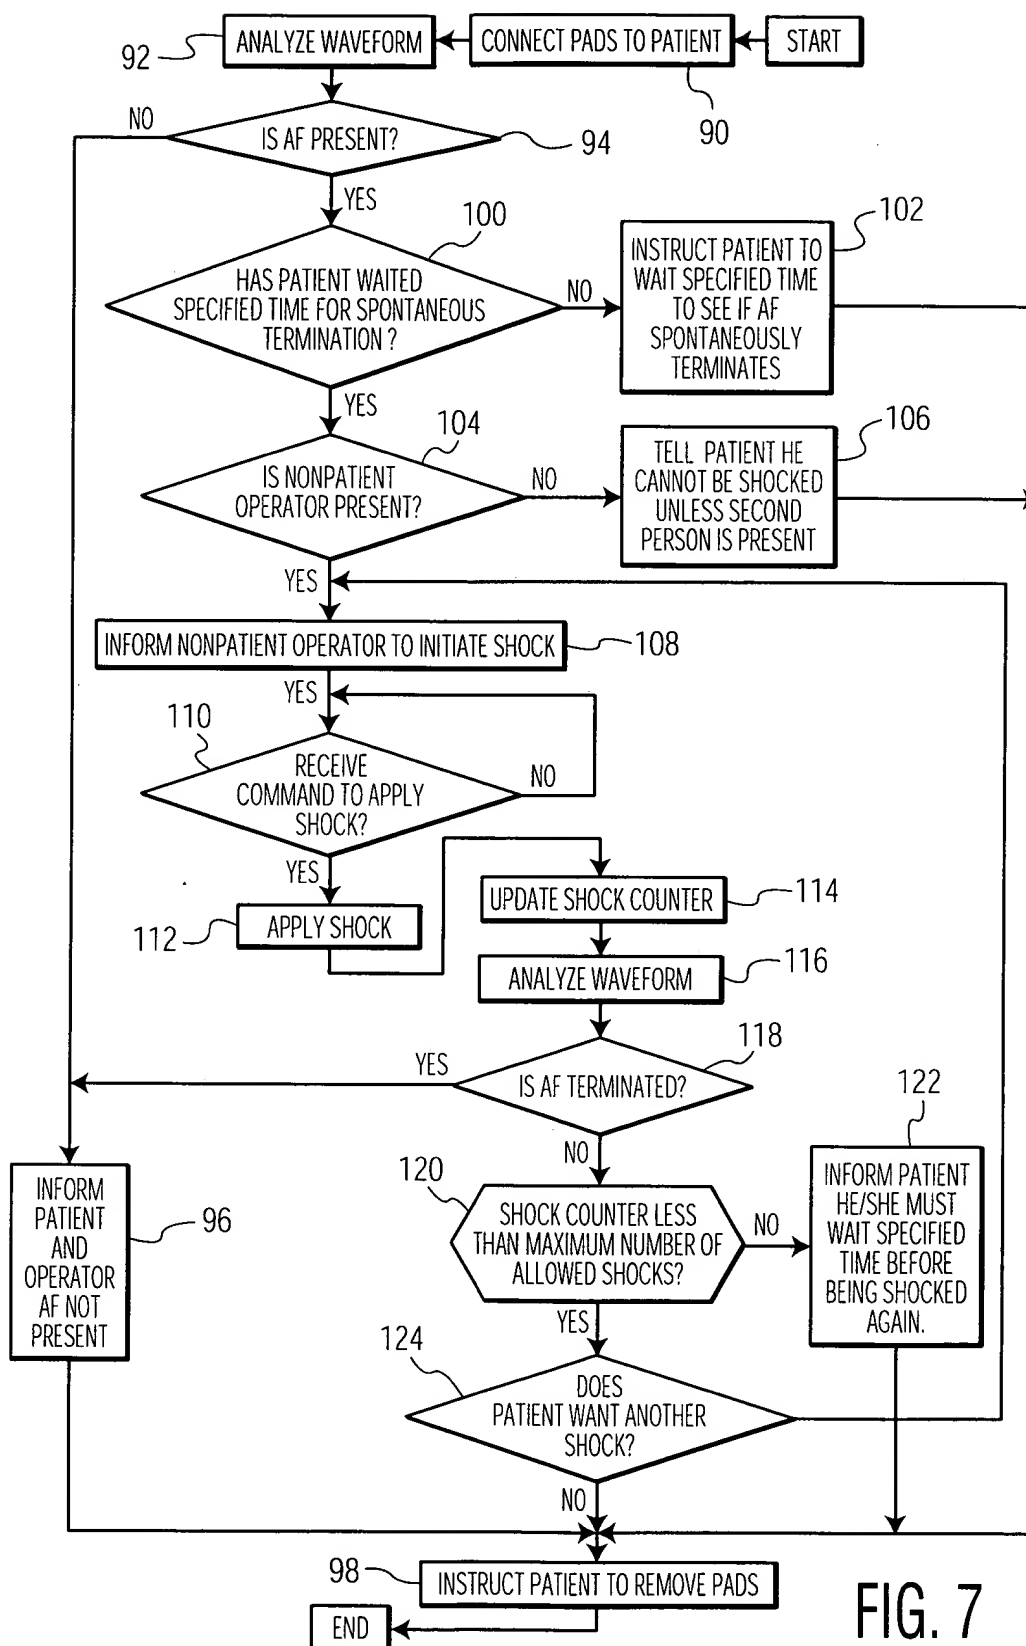 START
CONNECT PADS TO PATIENT
90
ANALYZE WAVEFORM
92
IS AF PRESENT?
94
NO
YES
100
HAS PATIENT WAITED
SPECIFIED TIME FOR SPONTANEOUS
TERMINATION ?
NO
102
INSTRUCT PATIENT TO
WAIT SPECIFIED TIME
TO SEE IF AF
SPONTANEOUSLY
TERMINATES
YES
104
IS NONPATIENT
OPERATOR PRESENT?
NO
106
TELL PATIENT HE
CANNOT BE SHOCKED
UNLESS SECOND
PERSON IS PRESENT
YES
INFORM NONPATIENT OPERATOR TO INITIATE SHOCK
108
YES
110
RECEIVE
COMMAND TO APPLY
SHOCK?
NO
YES
APPLY SHOCK
112
UPDATE SHOCK COUNTER
114
ANALYZE WAVEFORM
116
118
IS AF TERMINATED?
YES
NO
INFORM
PATIENT
AND
OPERATOR
AF NOT
PRESENT
96
120
SHOCK COUNTER LESS
THAN MAXIMUM NUMBER OF
ALLOWED SHOCKS?
NO
122
INFORM PATIENT
HE/SHE MUST
WAIT SPECIFIED
TIME BEFORE
BEING SHOCKED
AGAIN.
YES
124
DOES
PATIENT WANT ANOTHER
SHOCK?
NO
98
INSTRUCT PATIENT TO REMOVE PADS
END
FIG. 7